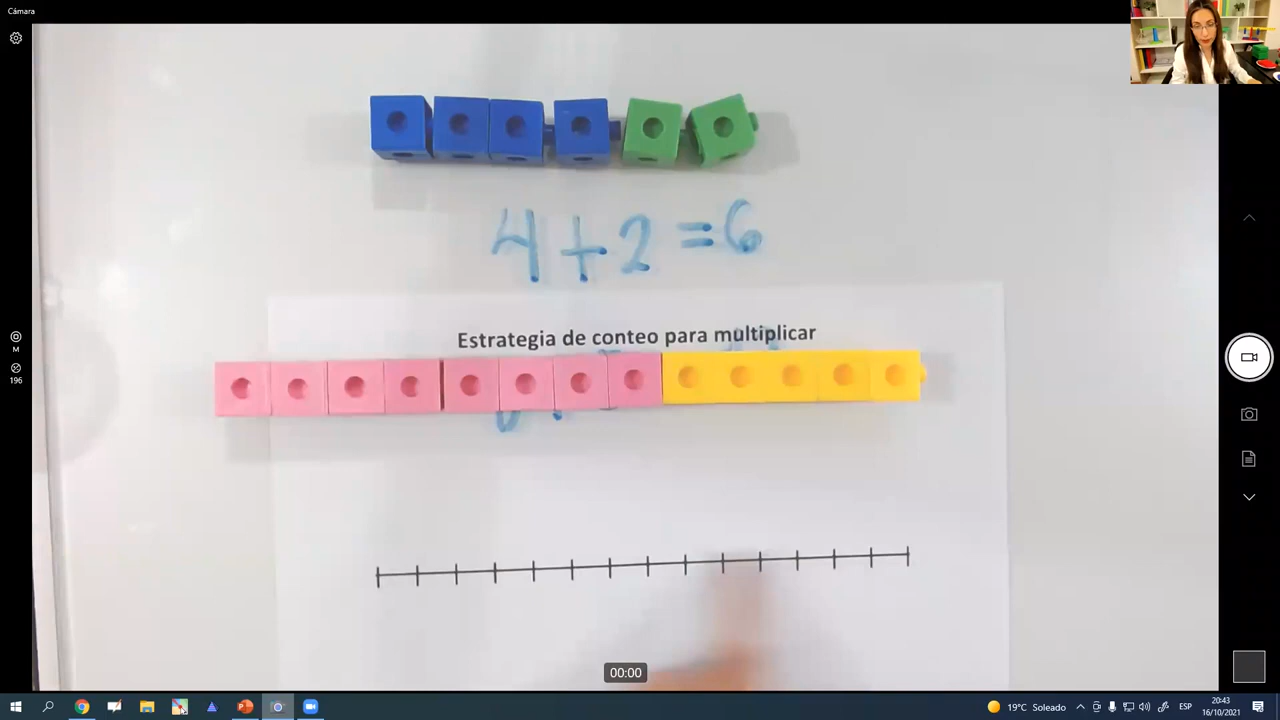 Cámara
4+2=6
Estrategia de conteo para multiplicar
M
196
00:00
19°C Soleado
ESP
20:43
16/10/2021